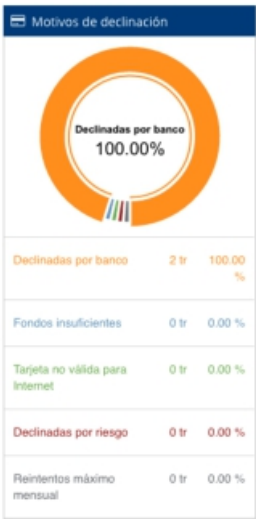 Motivos de declinación
Declinadas por banco
100.00%
Declinadas por banco 2 tr 100.00
%
Fondos insuficientes 0 tr 0.00 %
Tarjeta no válida para 0 tr 0.00 %
Internet
Declinadas por riesgo 0 tr 0.00 %
Reintentos máximo 0 tr 0.00 %
mensual